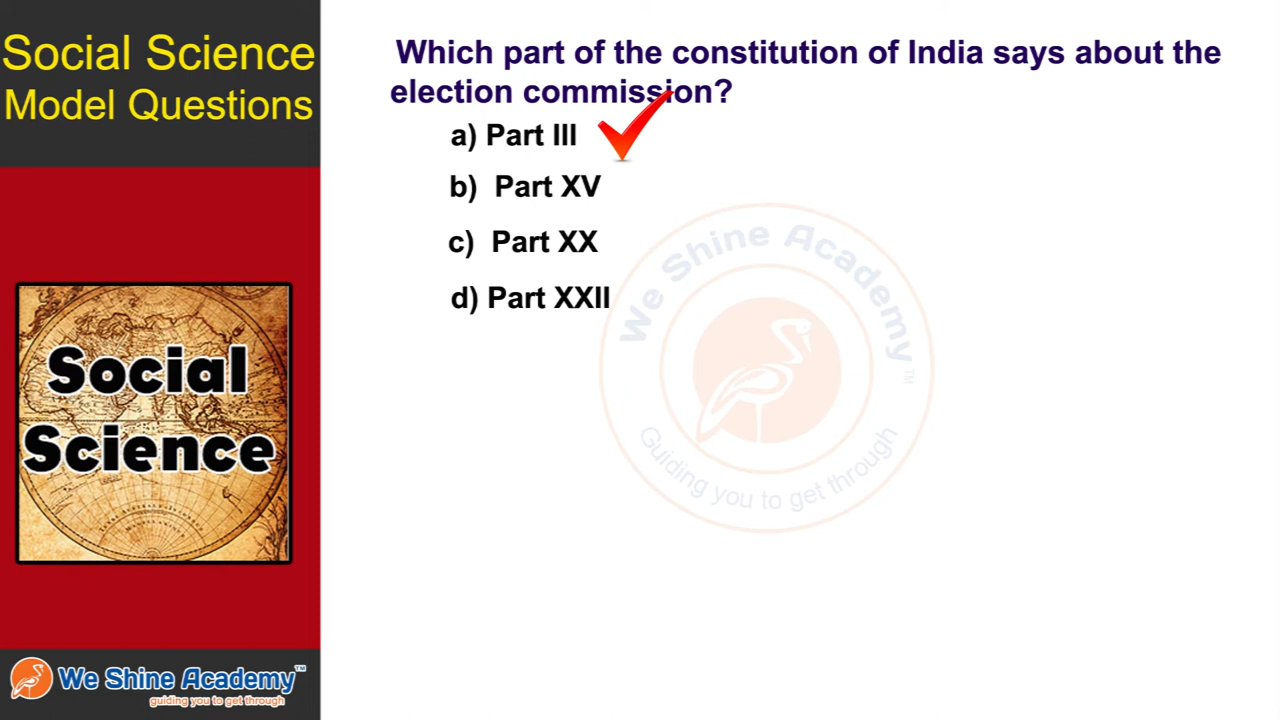 Social Science
Model Questions
Which part of the constitution of India says about the
election commission?
a) Part III
b) Part XV
c) Part XX
d) Part XXII
We Shine Academy™
Guiding you to get through
Social
Science
We Shine Academy™
guiding you to get through